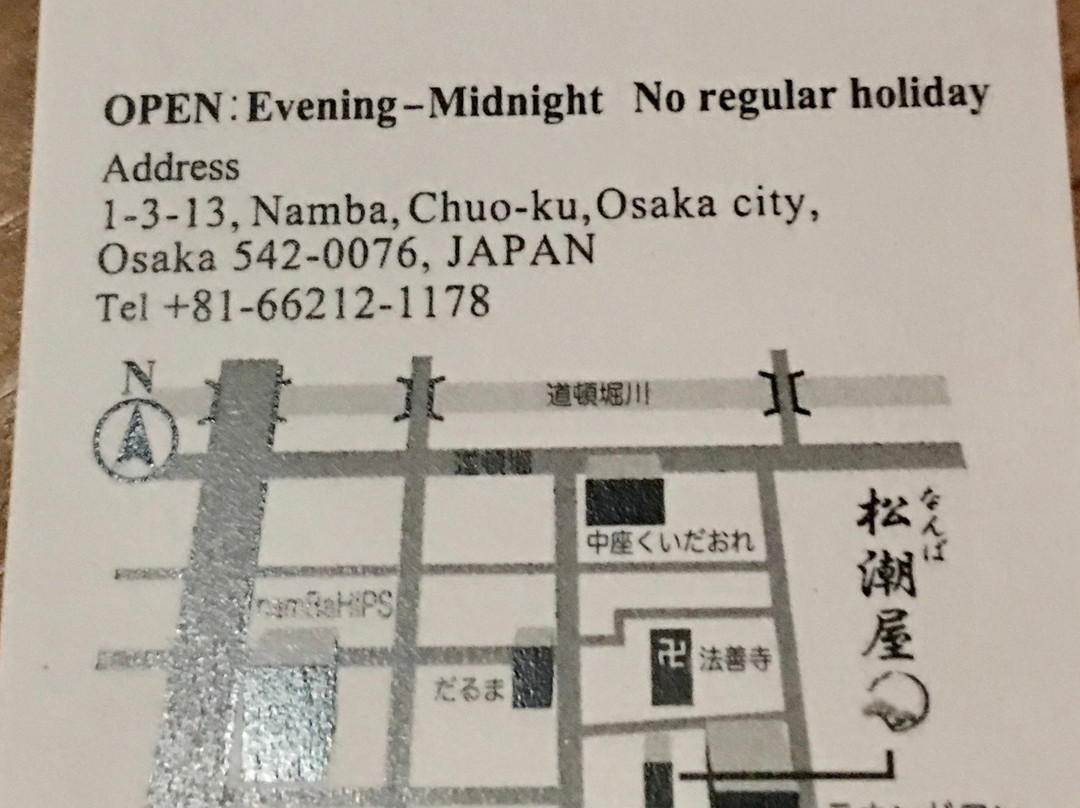 OPEN:Evening–Midnight No regular holiday
Address
1-3-13, Namba, Chuo-ku, Osaka city,
Osaka 542-0076, JAPAN
Tel +81-66212-1178
N
道頓堀川
道頓堀
中座くいだおれ
なんば
松潮屋
namBaHiPS
法善寺
だるま